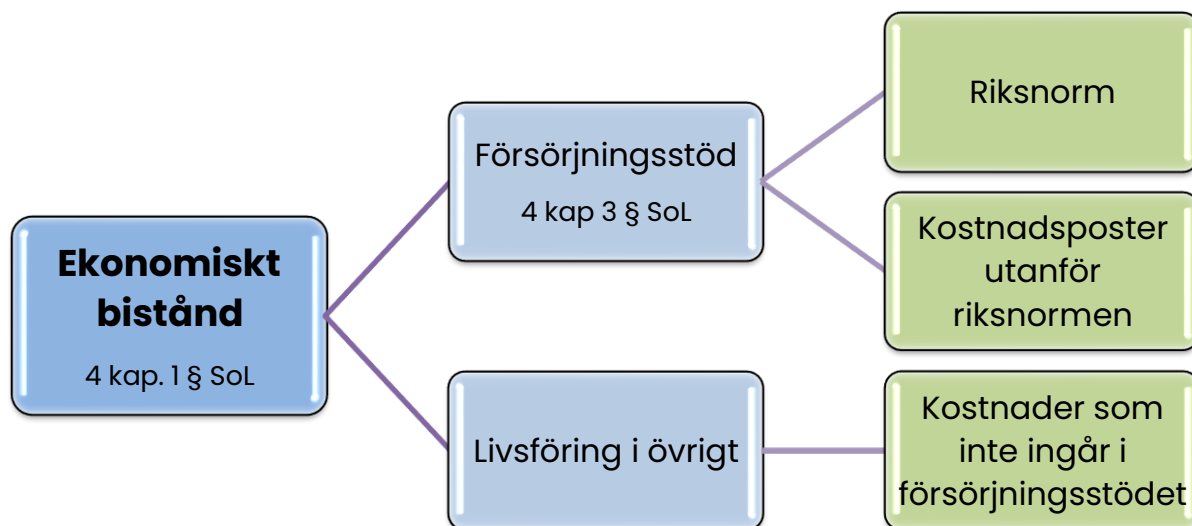 Ekonomiskt
bistånd
4 kap. 1 § SoL
Försörjningsstöd
4 kap 3 § SoL
Livsföring i övrigt
Riksnorm
Kostnadsposter
utanför
riksnormen
Kostnader som
inte ingår i
försörjningsstödet